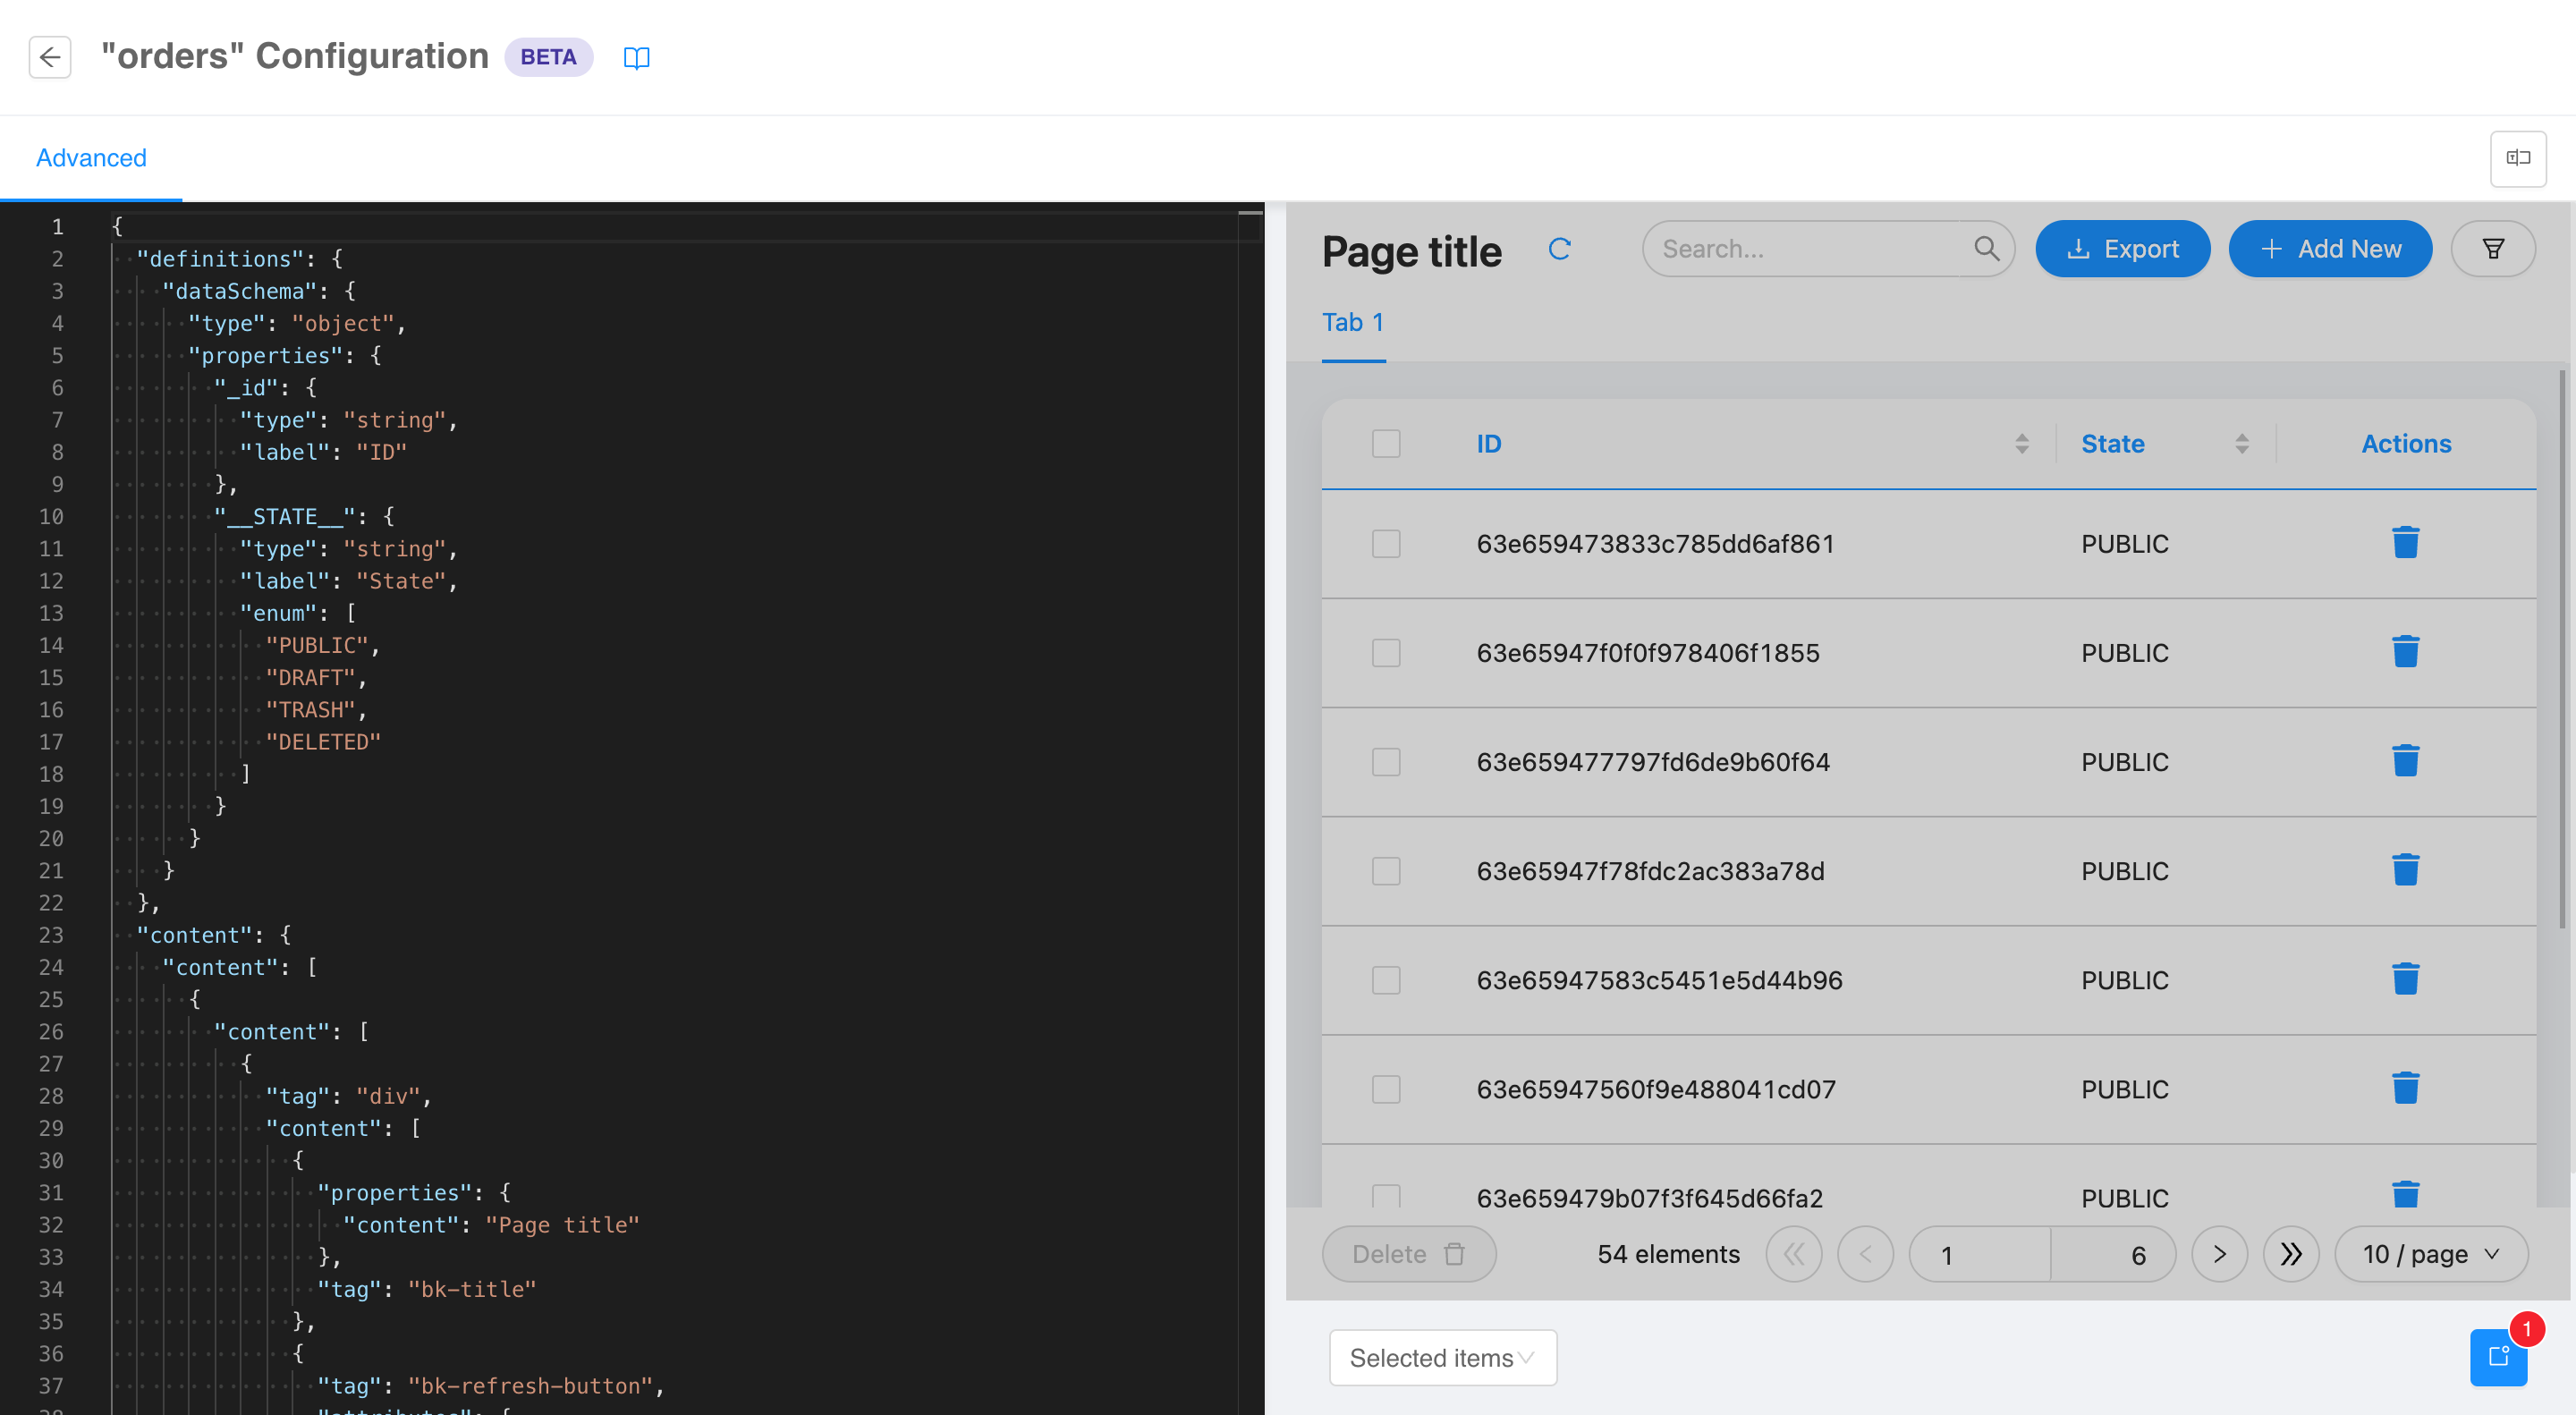 "orders" Configuration BETA
Advanced
1 {
2 "definitions": {
3 "dataSchema": {
4 "type": "object",
5 "properties": {
6 "_id": {
7 "type": "string",
8 "label": "ID"
9 },
10 "__STATE__": {
11 "type": "string",
12 "label": "State",
13 "enum": [
14 "PUBLIC",
15 "DRAFT",
16 "TRASH",
17 "DELETED"
18 ]
19 }
20 }
21 }
22 },
23 "content": {
24 "content": [
25 {
26 "content": [
27 {
28 "tag": "div",
29 "content": [
30 {
31 "properties": {
32 "content": "Page title"
33 },
34 "tag": "bk-title"
35 },
36 {
37 "tag": "bk-refresh-button",
38 "attributes": {
Page title Search... Export Add New
Tab 1
ID State Actions
63e659473833c785dd6af861 PUBLIC
63e65947f0f0f978406f1855 PUBLIC
63e659477797fd6de9b60f64 PUBLIC
63e65947f78fdc2ac383a78d PUBLIC
63e65947583c5451e5d44b96 PUBLIC
63e65947560f9e488041cd07 PUBLIC
63e659479b07f3f645d66fa2 PUBLIC
Delete 54 elements 1 6 10 / page
Selected items 1